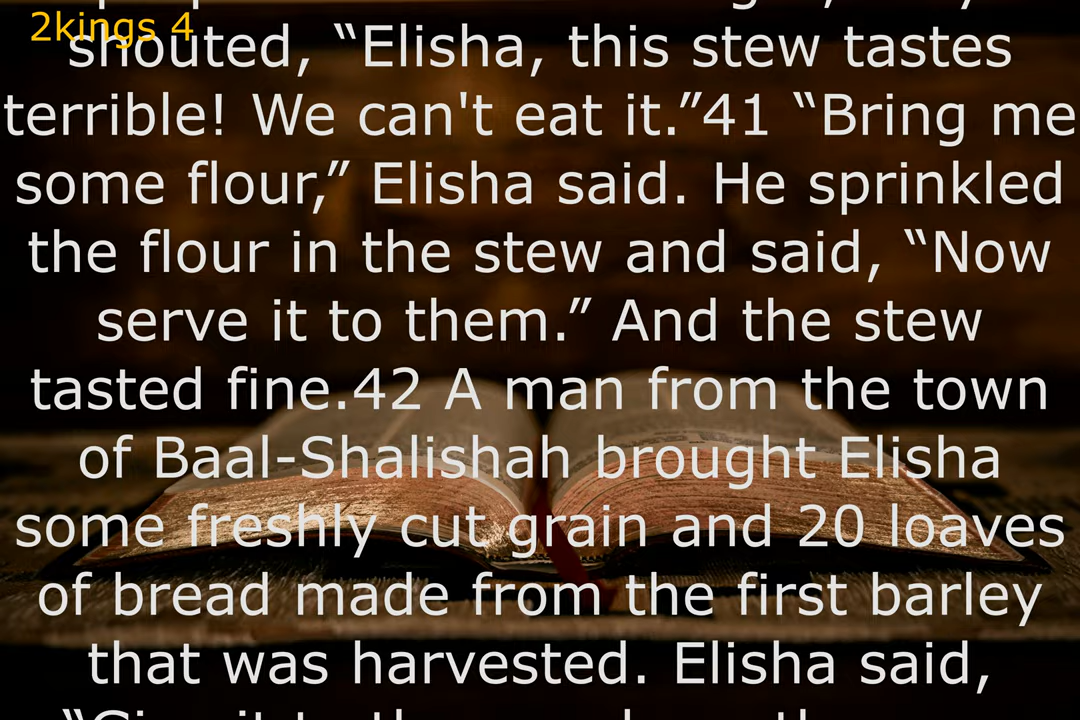 2kings 4
shouted, “Elisha, this stew tastes
terrible! We can't eat it.”41 “Bring me
some flour,” Elisha said. He sprinkled
the flour in the stew and said, “Now
serve it to them.” And the stew
tasted fine.42 A man from the town
of Baal-Shalishah brought Elisha
some freshly cut grain and 20 loaves
of bread made from the first barley
that was harvested. Elisha said,